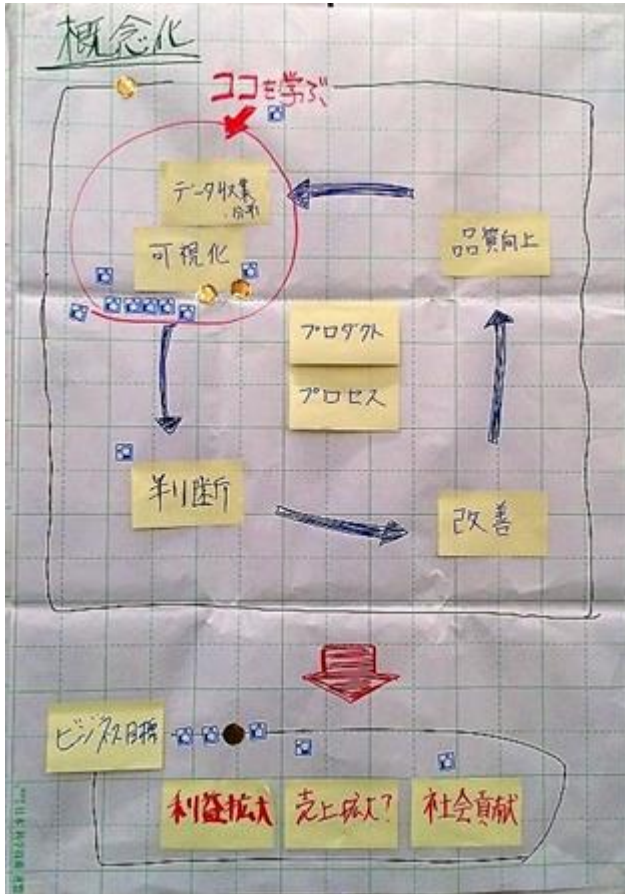 概念化
ココを学ぶ
データ収集
・分析
可視化
品質向上
プロダクト
プロセス
判断
改善
ビジネス目標
利益拡大
売上拡大?
社会貢献